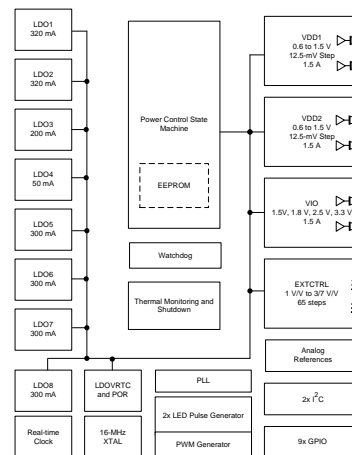 LDO1
320 mA
LDO2
320 mA
LDO3
200 mA
LDO4
50 mA
LDO5
300 mA
LDO6
300 mA
LDO7
300 mA
LDO8
300 mA
Real-time
Clock
LDOVRTC
and POR
16-MHz
XTAL
Power Control State
Machine
EEPROM
Watchdog
Thermal Monitoring and
Shutdown
PLL
2x LED Pulse Generator
PWM Generator
VDD1
0.6 to 1.5 V
12.5-mV Step
1.5 A
VDD2
0.6 to 1.5 V
12.5-mV Step
1.5 A
VIO
1.5V, 1.8 V, 2.5 V, 3.3 V
1.5 A
EXTCTRL
1 V/V to 3/7 V/V
65 steps
Analog
References
2x I2C
9x GPIO